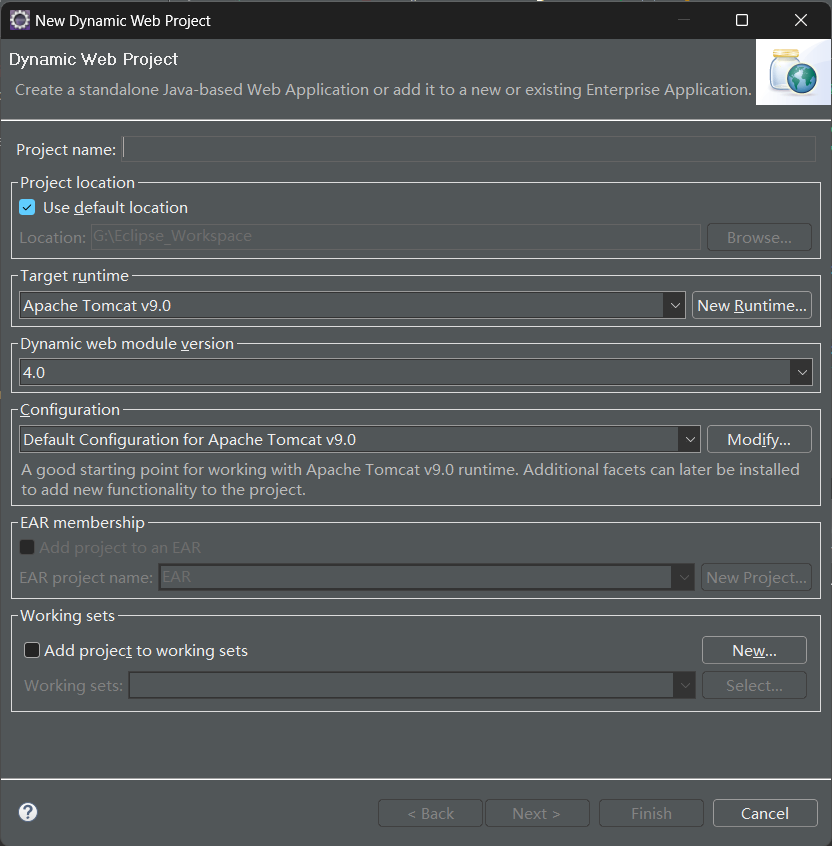 New Dynamic Web Project
Dynamic Web Project
Create a standalone Java-based Web Application or add it to a new or existing Enterprise Application.
Project name:
Project location
Use default location
Location: G:\Eclipse_Workspace Browse...
Target runtime
Apache Tomcat v9.0 New Runtime...
Dynamic web module version
4.0
Configuration
Default Configuration for Apache Tomcat v9.0 Modify...
A good starting point for working with Apache Tomcat v9.0 runtime. Additional facets can later be installed
to add new functionality to the project.
EAR membership
Add project to an EAR
EAR project name: EAR New Project...
Working sets
Add project to working sets New...
Working sets: Select...
? < Back Next > Finish Cancel